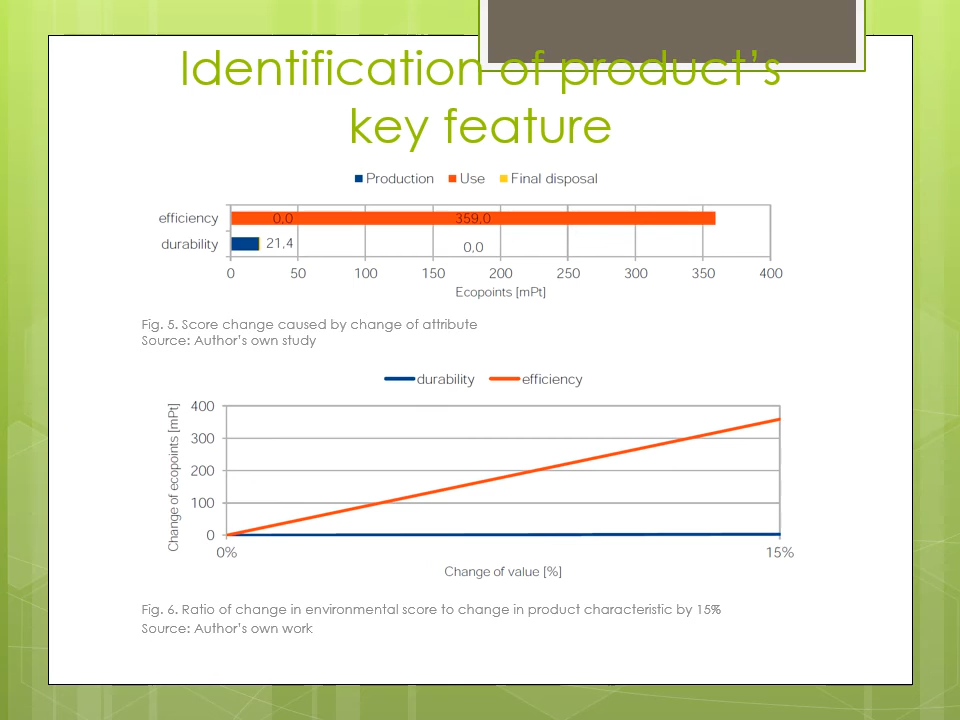 Identification of product's
key feature
Production Use Final disposal
efficiency 0,0 359,0
durability 21,4 0,0
0 50 100 150 200 250 300 350 400
Ecopoints [mPt]
Fig. 5. Score change caused by change of attribute
Source: Author's own study
durability efficiency
Change of ecopoints [mPt]
400
300
200
100
0
0% 15%
Change of value [%]
Fig. 6. Ratio of change in environmental score to change in product characteristic by 15%
Source: Author's own work